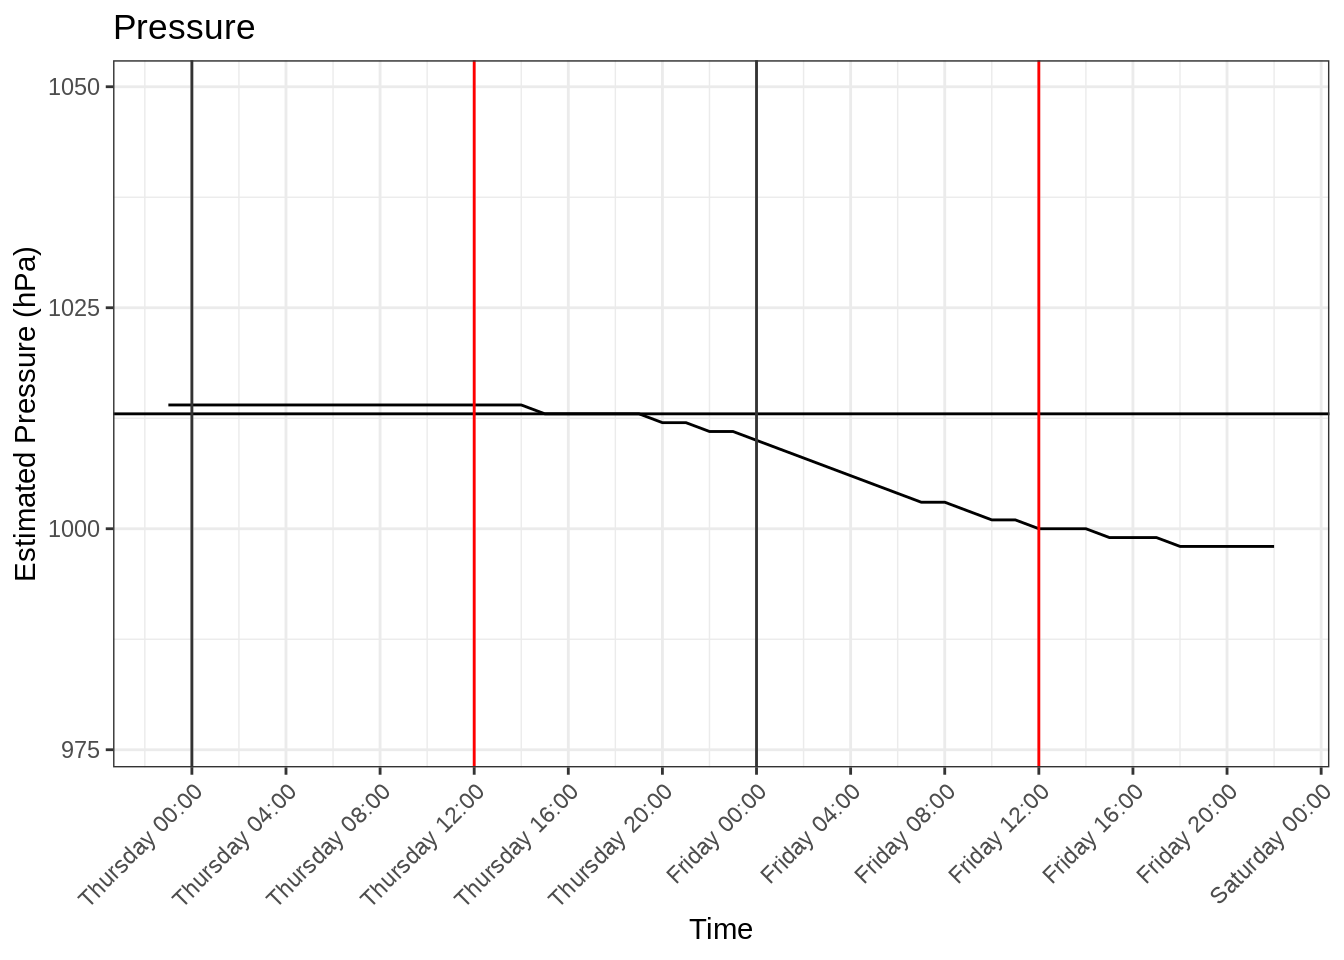 Pressure
Estimated Pressure (hPa)
1050
1025
1000
975
Thursday 00:00
Thursday 04:00
Thursday 08:00
Thursday 12:00
Thursday 16:00
Thursday 20:00
Friday 00:00
Friday 04:00
Friday 08:00
Friday 12:00
Friday 16:00
Friday 20:00
Saturday 00:00
Time